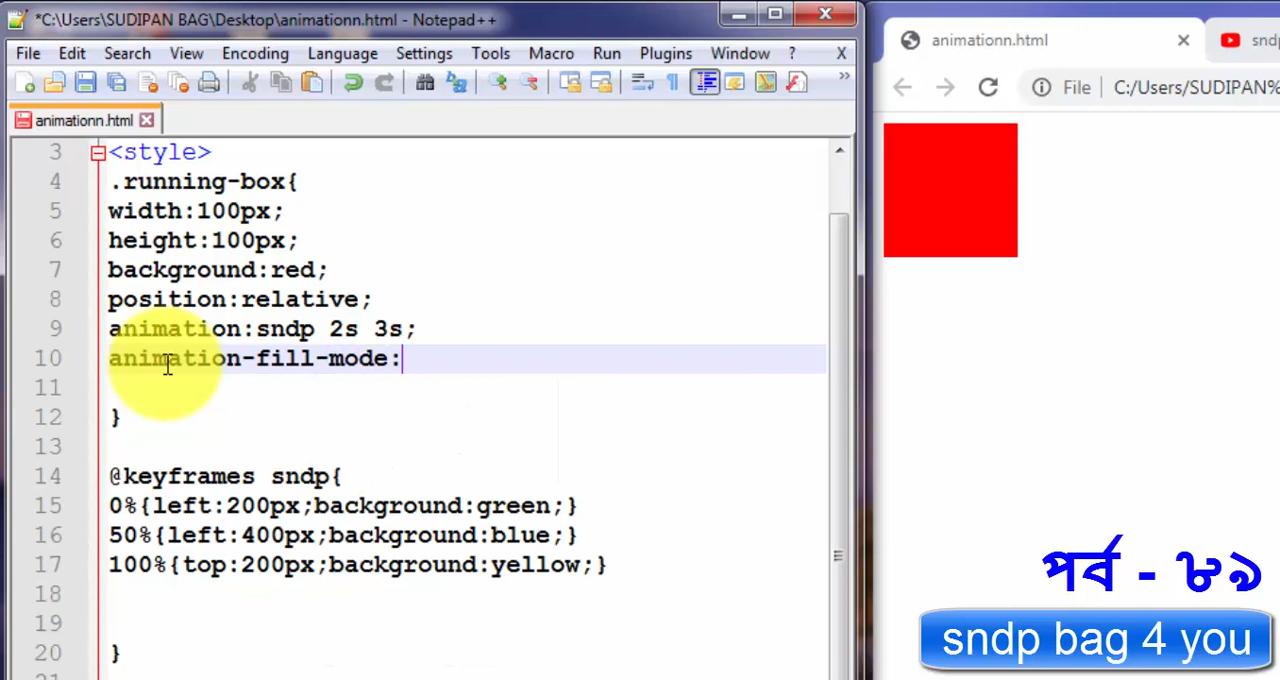 *C:\Users\SUDIPAN BAG\Desktop\animationn.html - Notepad++
File Edit Search View Encoding Language Settings Tools Macro Run Plugins Window ? X
animationn.html
3 <style>
4 .running-box{
5 width:100px;
6 height:100px;
7 background:red;
8 position:relative;
9 animation:sndp 2s 3s;
10 animation-fill-mode:
11
12 }
13
14 @keyframes sndp{
15 0%{left:200px;background:green;}
16 50%{left:400px;background:blue;}
17 100%{top:200px;background:yellow;}
18
19
20 }
animationn.html
sndp
File C:/Users/SUDIPAN%
পর্ব - ৮৯
sndp bag 4 you